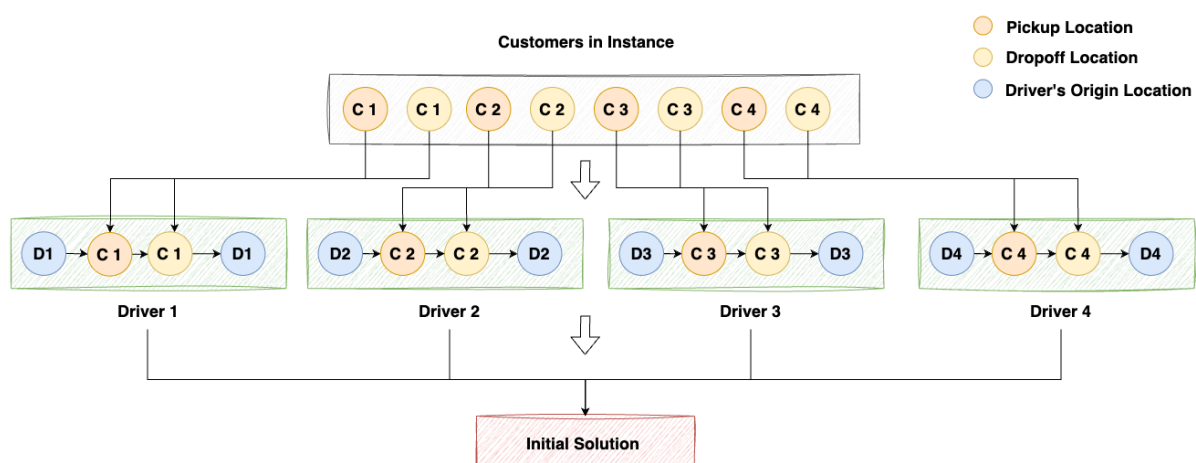 Pickup Location
Customers in Instance
Dropoff Location
Driver's Origin Location
C 1 C 1 C 2 C 2 C 3 C 3 C 4 C 4
D1 C 1 C 1 D1 D2 C 2 C 2 D2 D3 C 3 C 3 D3 D4 C 4 C 4 D4
Driver 1 Driver 2 Driver 3 Driver 4
Initial Solution